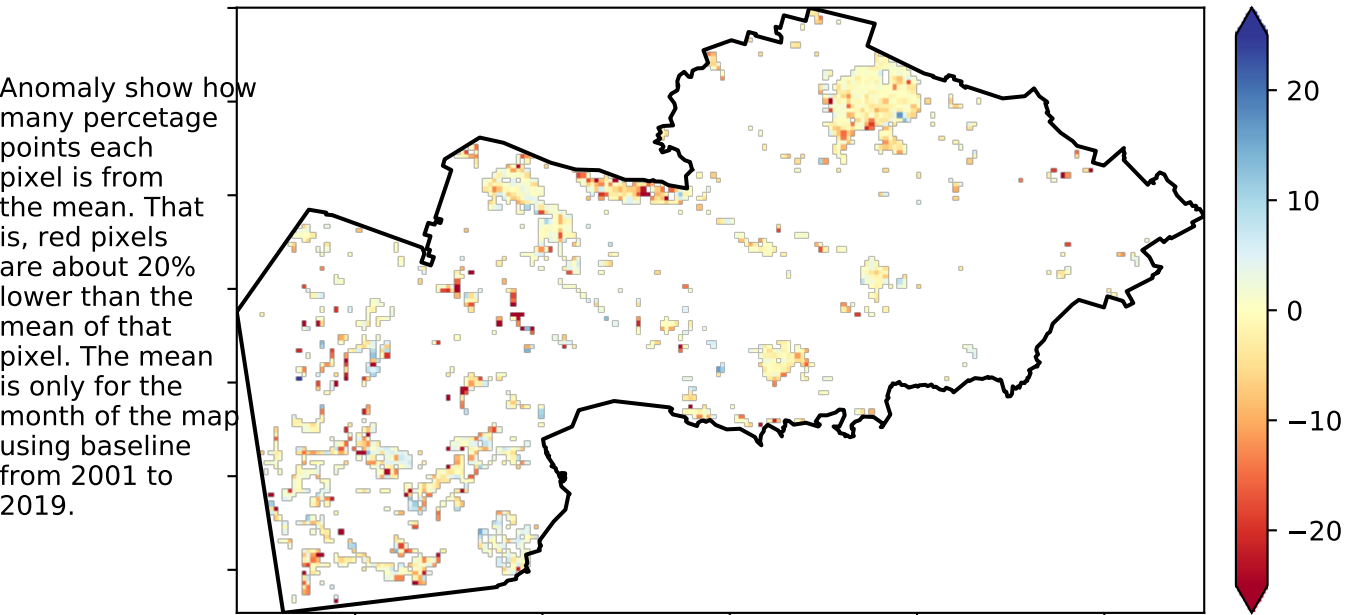 Anomaly show how
many percetage
points each
pixel is from
the mean. That
is, red pixels
are about 20%
lower than the
mean of that
pixel. The mean
is only for the
month of the map
using baseline
from 2001 to
2019.
20
10
0
−10
−20